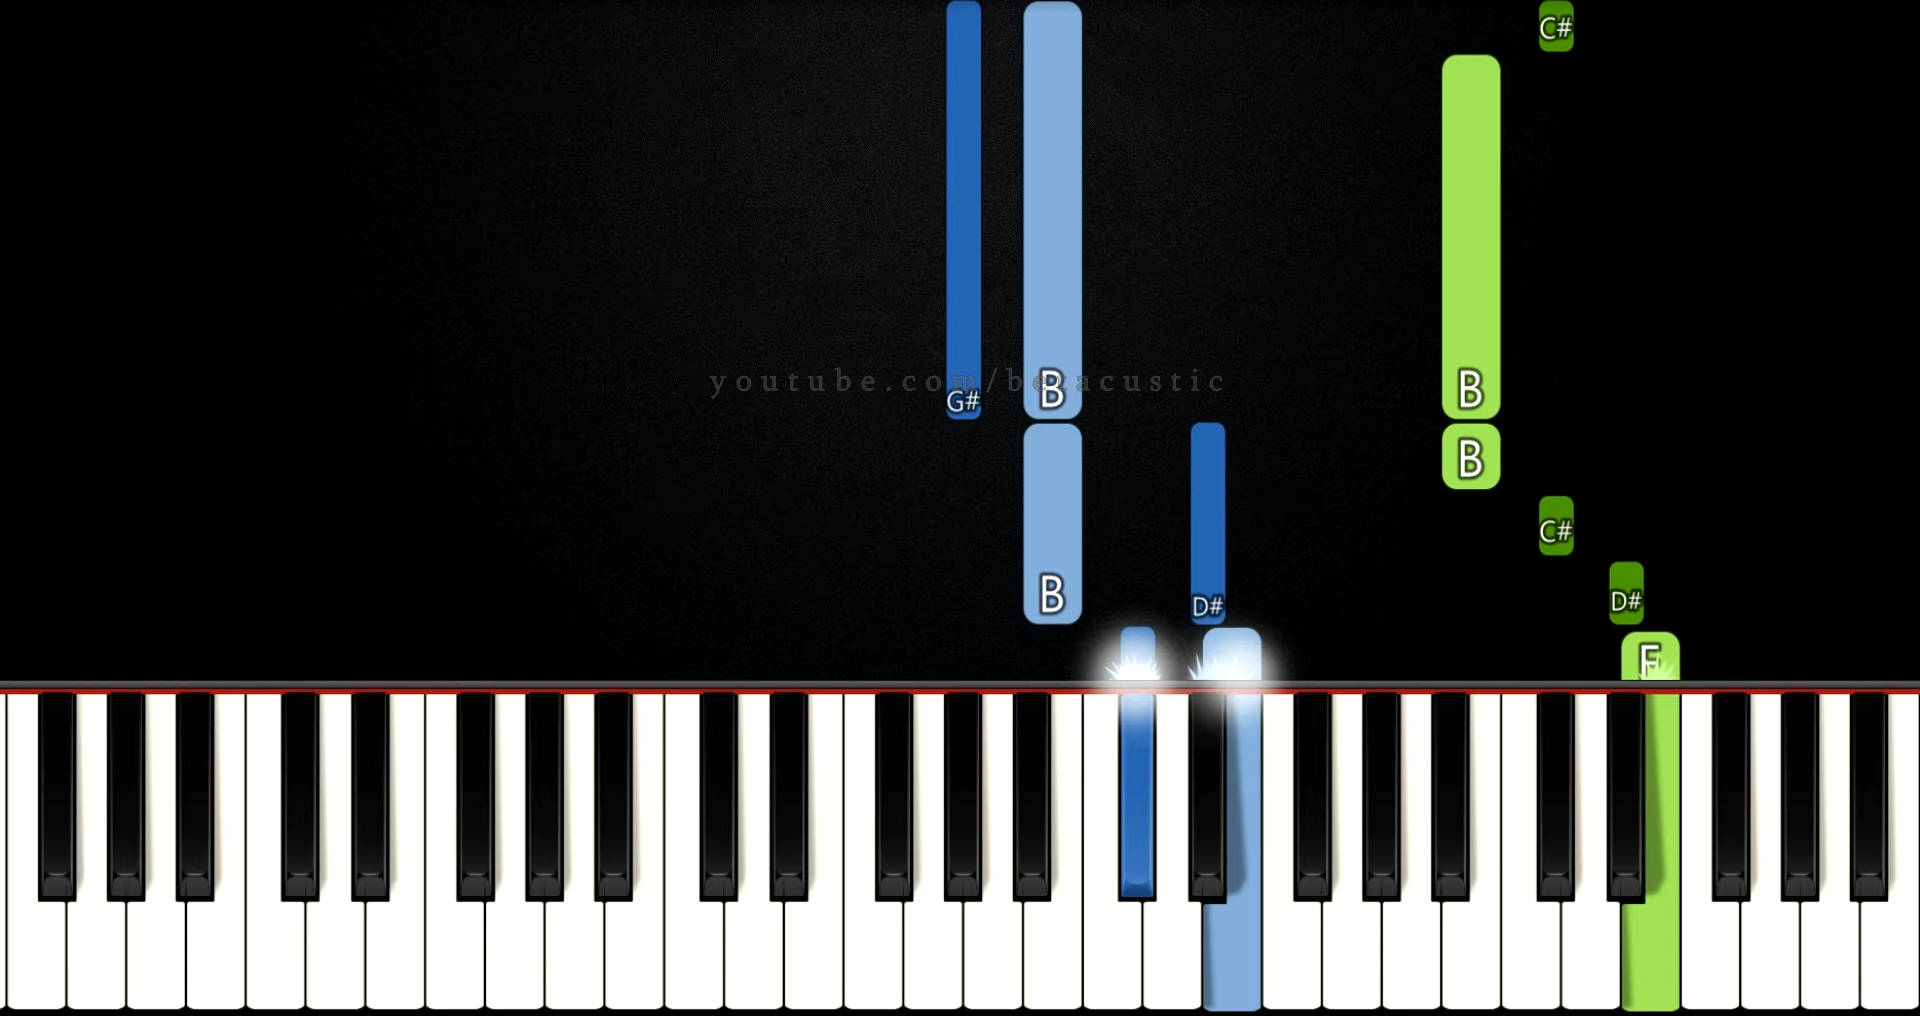 C#
youtube.com/betacustic
G# B B
B
C#
B D# D#
E